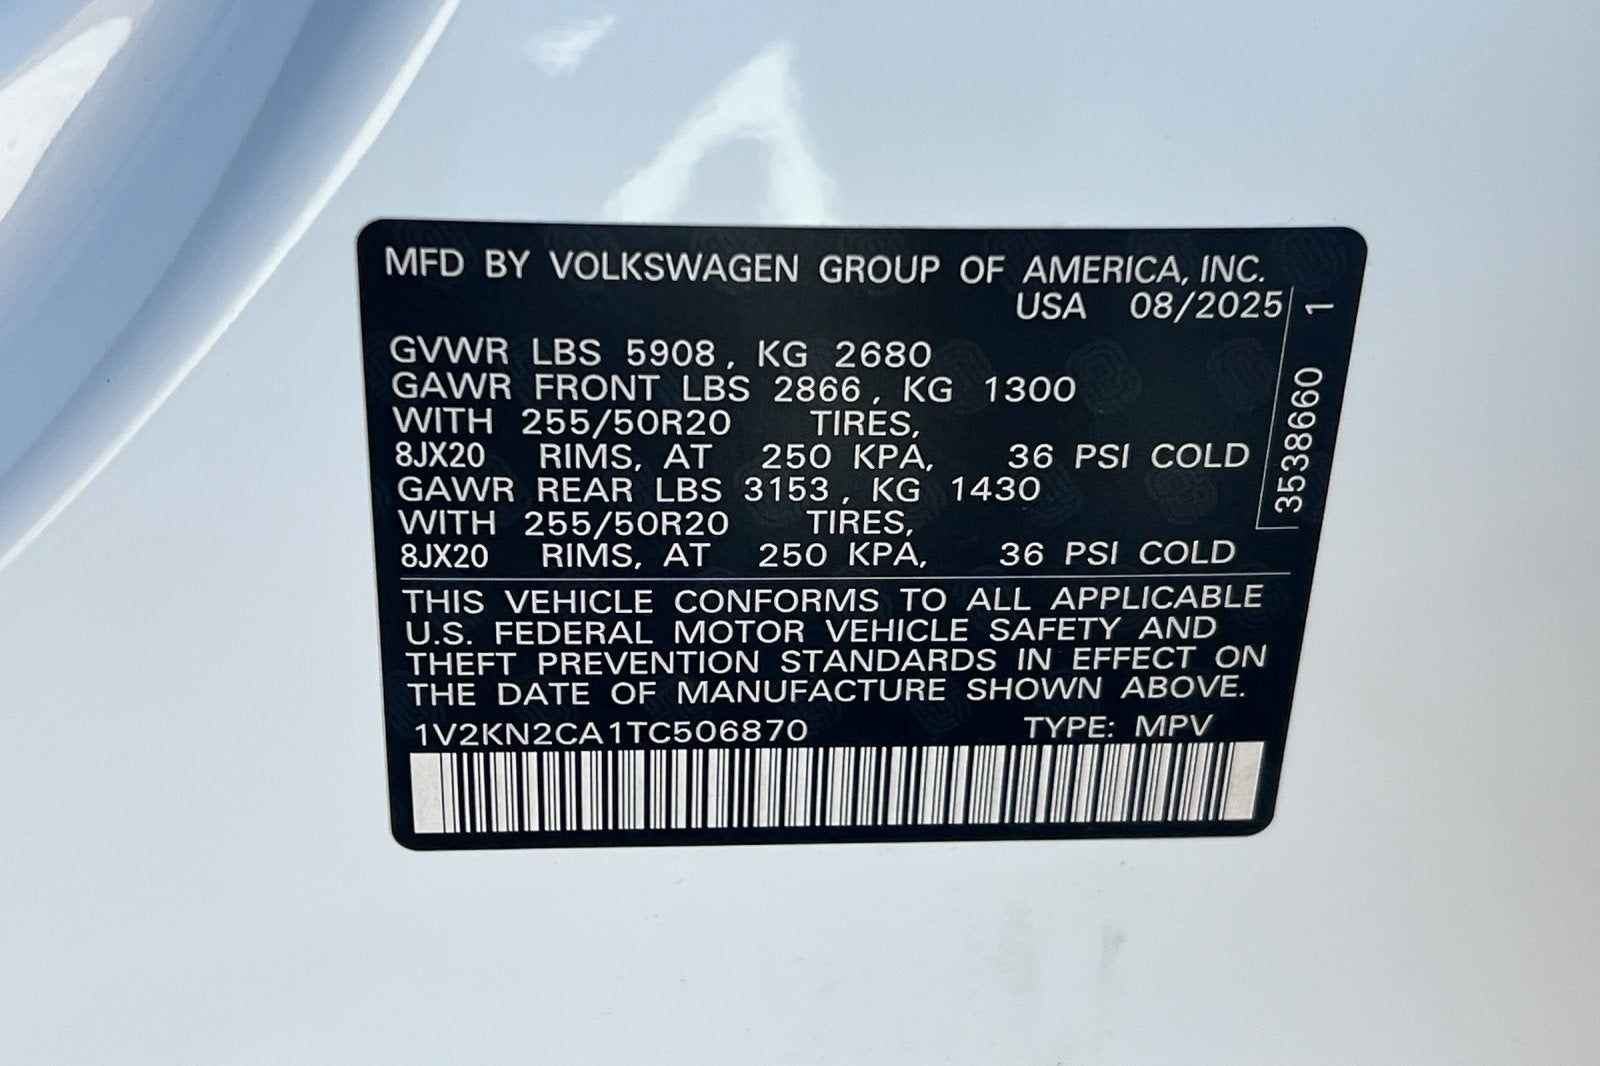 MFD BY VOLKSWAGEN GROUP OF AMERICA, INC.
USA 08/2025
GVWR LBS 5908, KG 2680
GAWR FRONT LBS 2866, KG 1300
WITH 255/50R20 TIRES,
8JX20 RIMS, AT 250 KPA, 36 PSI COLD
GAWR REAR LBS 3153, KG 1430
WITH 255/50R20 TIRES,
8JX20 RIMS, AT 250 KPA, 36 PSI COLD
THIS VEHICLE CONFORMS TO ALL APPLICABLE
U.S. FEDERAL MOTOR VEHICLE SAFETY AND
THEFT PREVENTION STANDARDS IN EFFECT ON
THE DATE OF MANUFACTURE SHOWN ABOVE.
1V2KN2CA1TC506870 TYPE: MPV
3538660 1